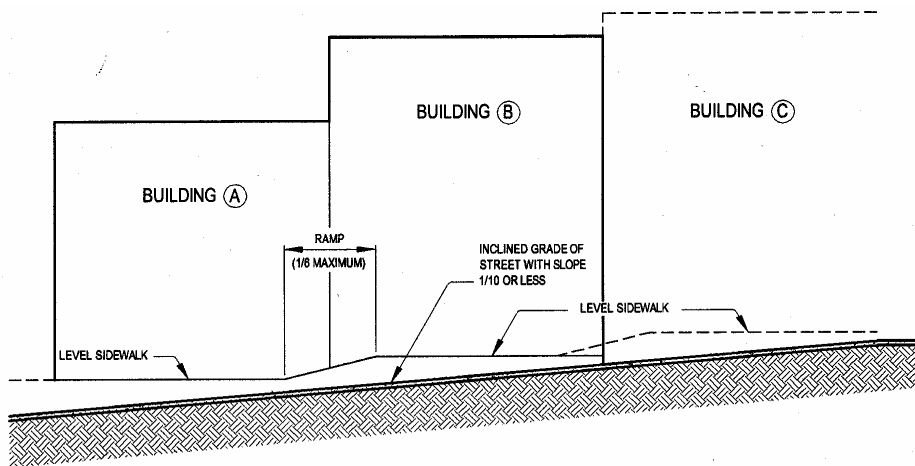 BUILDING C
BUILDING B
BUILDING A
RAMP
(1/6 MAXIMUM)
INCLINED GRADE OF
STREET WITH SLOPE
1/10 OR LESS
LEVEL SIDEWALK
LEVEL SIDEWALK